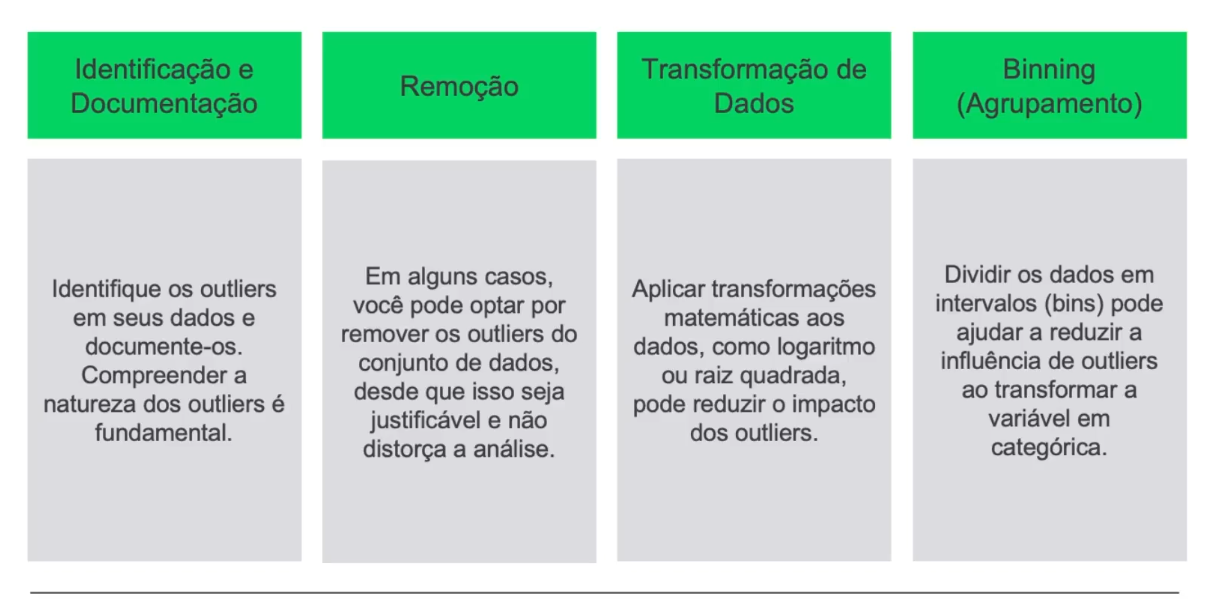 Identificação e
Documentação
Identifique os outliers
em seus dados e
documente-os.
Compreender a
natureza dos outliers é
fundamental.
Remoção
Em alguns casos,
você pode optar por
remover os outliers do
conjunto de dados,
desde que isso seja
justificável e não
distorça a análise.
Transformação de
Dados
Aplicar transformações
matemáticas aos
dados, como logaritmo
ou raiz quadrada,
pode reduzir o impacto
dos outliers.
Binning
(Agrupamento)
Dividir os dados em
intervalos (bins) pode
ajudar a reduzir a
influência de outliers
ao transformar a
variável em
categórica.